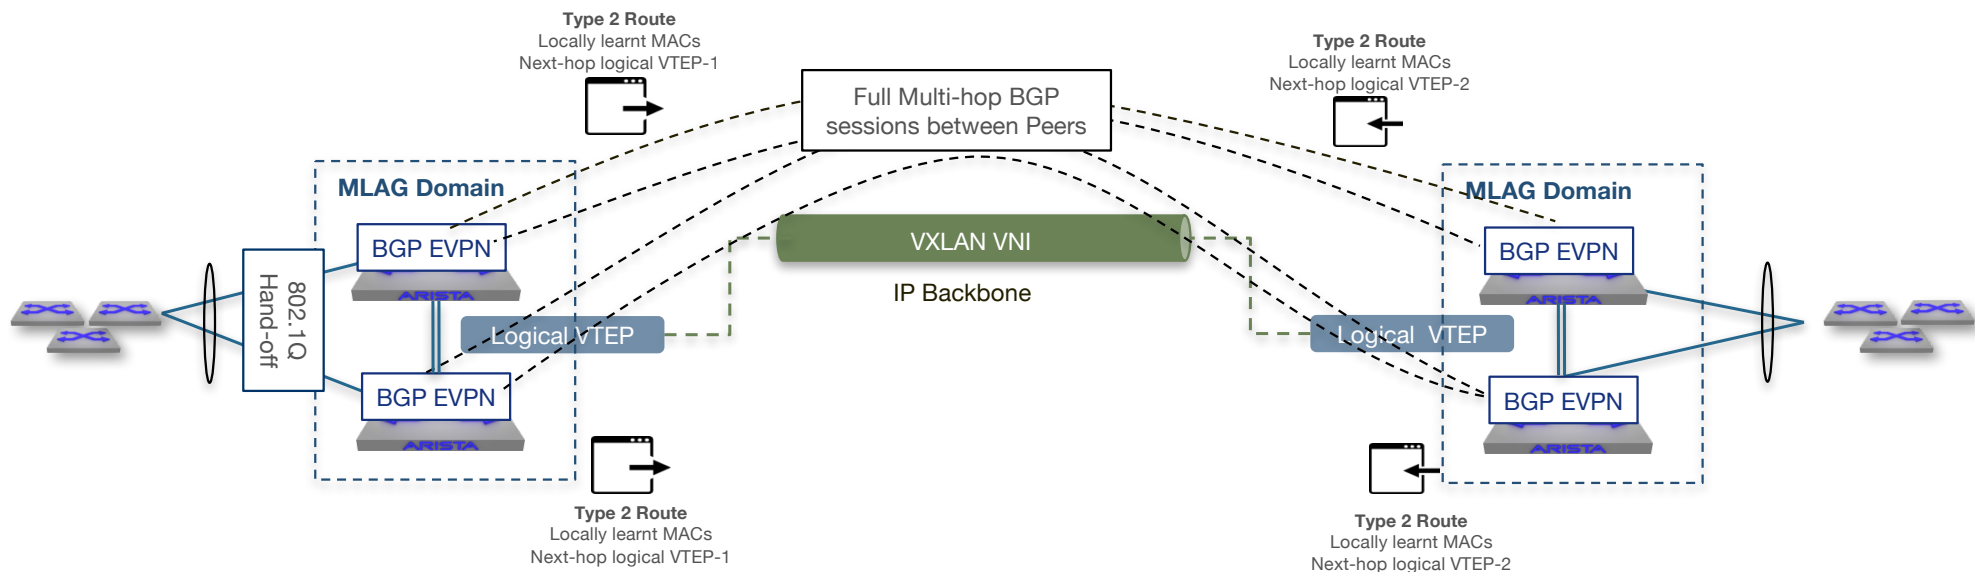 Type 2 Route
Locally learnt MACs
Next-hop logical VTEP-1
Type 2 Route
Locally learnt MACs
Next-hop logical VTEP-2
Full Multi-hop BGP
sessions between Peers
MLAG Domain
MLAG Domain
BGP EVPN
ARISTA
VXLAN VNI
IP Backbone
BGP EVPN
ARISTA
802.1Q
Hand-off
Logical VTEP
Logical VTEP
BGP EVPN
ARISTA
BGP EVPN
ARISTA
Type 2 Route
Locally learnt MACs
Next-hop logical VTEP-1
Type 2 Route
Locally learnt MACs
Next-hop logical VTEP-2